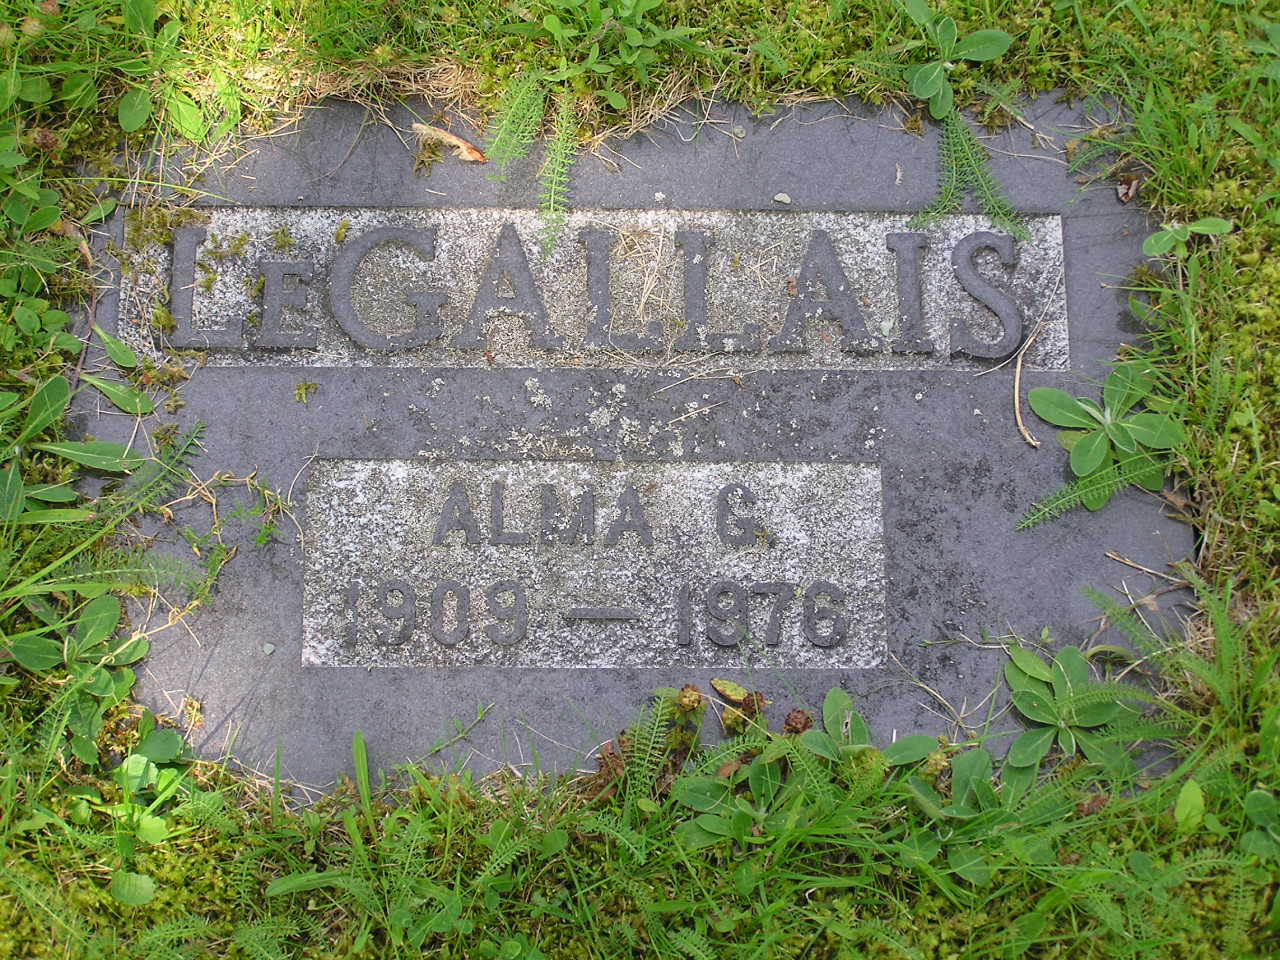 LeGALLAIS
ALMA G.
1909 — 1976